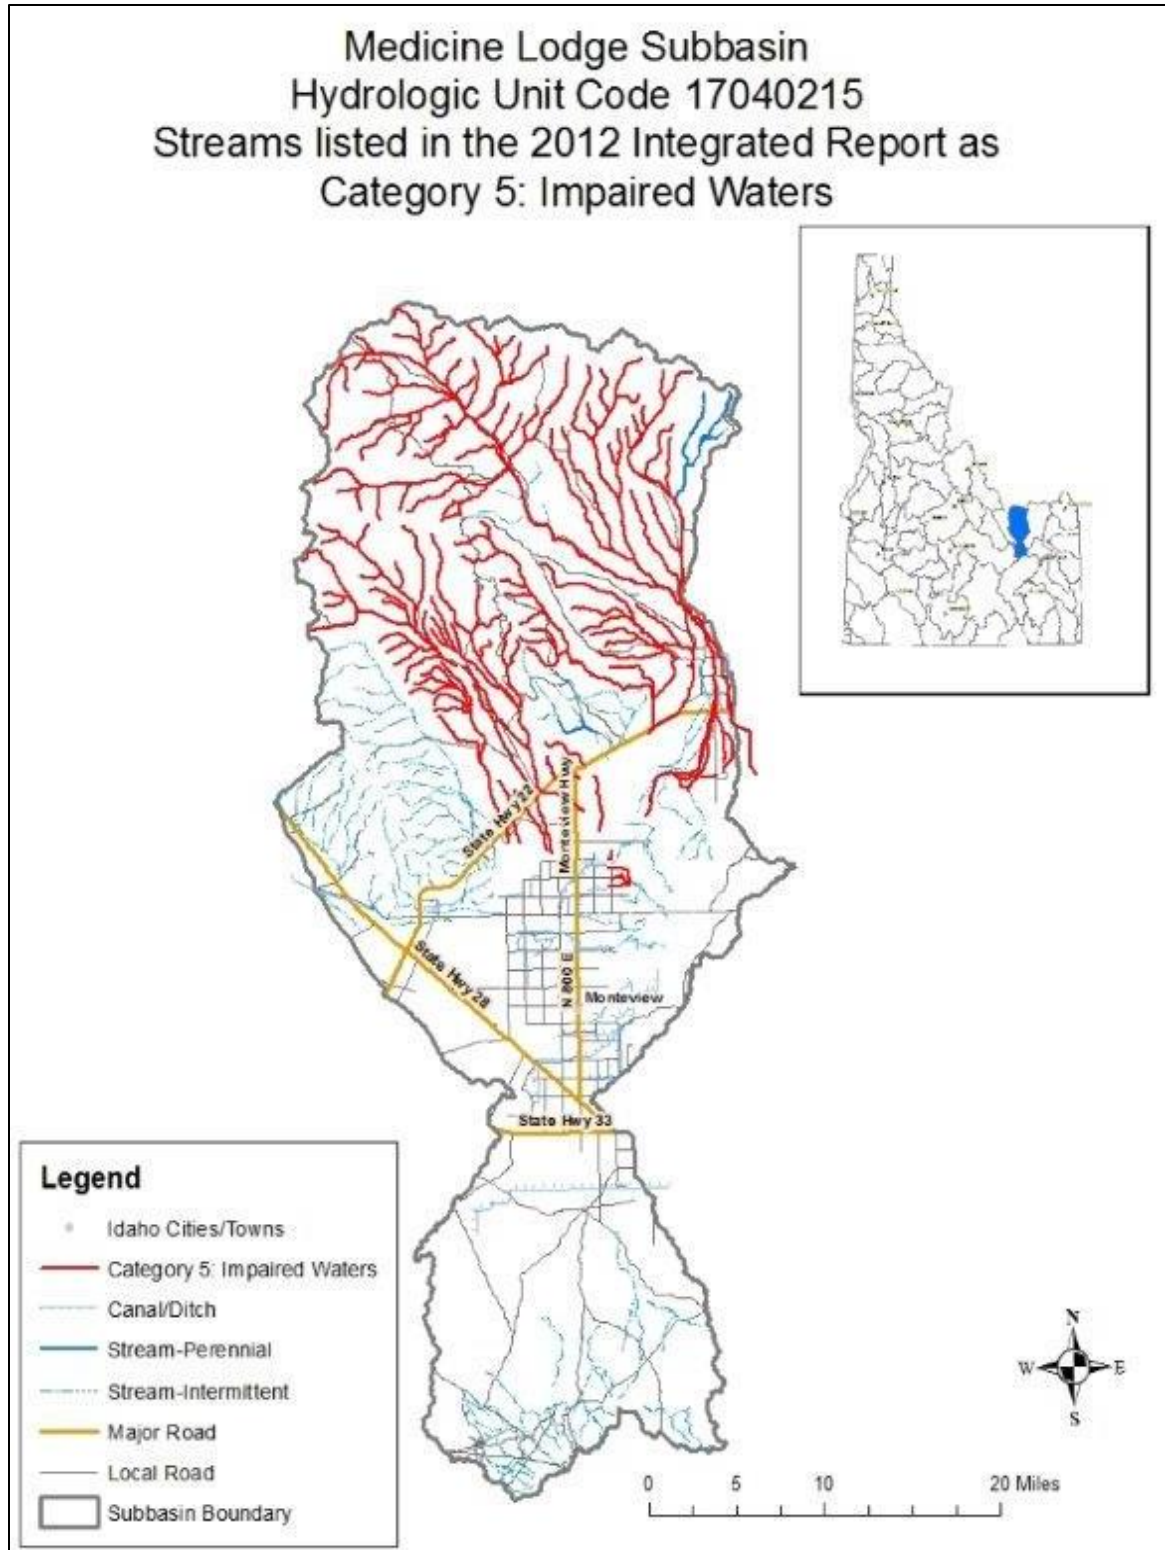 Medicine Lodge Subbasin
Hydrologic Unit Code 17040215
Streams listed in the 2012 Integrated Report as
Category 5: Impaired Waters
State Hwy 22
Monteview Hwy
State Hwy 28
N 800 E
Monteview
State Hwy 33
Legend
Idaho Cities/Towns
Category 5: Impaired Waters
Canal/Ditch
Stream-Perennial
Stream-Intermittent
Major Road
Local Road
Subbasin Boundary
N
W E
S
0 5 10 20 Miles